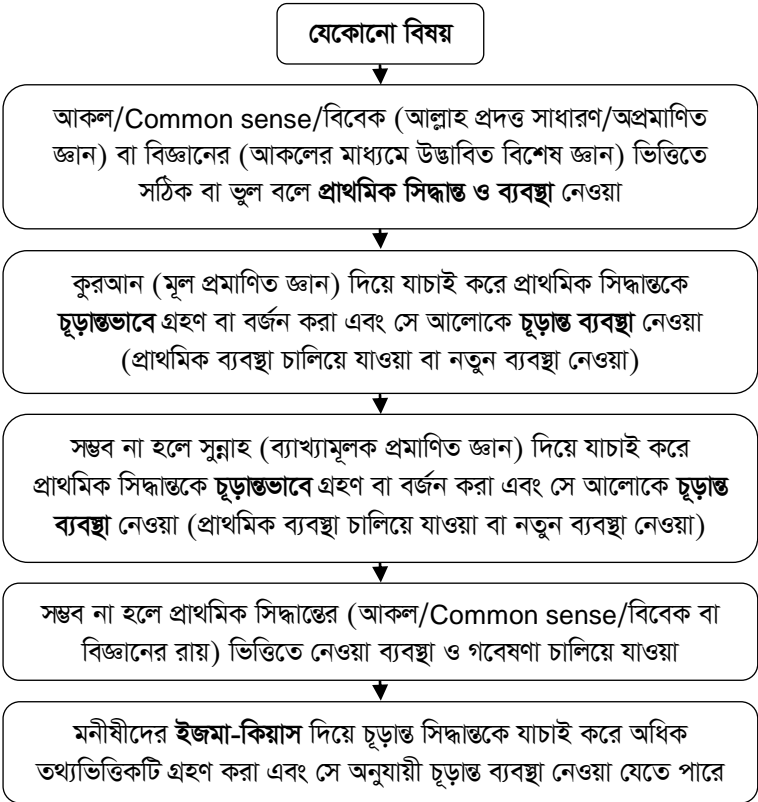 যেকোনো বিষয়
আকল/Common sense/বিবেক (আল্লাহ প্রদত্ত সাধারণ/অপ্রমাণিত
জ্ঞান) বা বিজ্ঞানের (আকলের মাধ্যমে উদ্ভাবিত বিশেষ জ্ঞান) ভিত্তিতে
সঠিক বা ভুল বলে প্রাথমিক সিদ্ধান্ত ও ব্যবস্থা নেওয়া
কুরআন (মূল প্রমাণিত জ্ঞান) দিয়ে যাচাই করে প্রাথমিক সিদ্ধান্তকে
চূড়ান্তভাবে গ্রহণ বা বর্জন করা এবং সে আলোকে চূড়ান্ত ব্যবস্থা নেওয়া
(প্রাথমিক ব্যবস্থা চালিয়ে যাওয়া বা নতুন ব্যবস্থা নেওয়া)
সম্ভব না হলে সুন্নাহ (ব্যাখ্যামূলক প্রমাণিত জ্ঞান) দিয়ে যাচাই করে
প্রাথমিক সিদ্ধান্তকে চূড়ান্তভাবে গ্রহণ বা বর্জন করা এবং সে আলোকে চূড়ান্ত
ব্যবস্থা নেওয়া (প্রাথমিক ব্যবস্থা চালিয়ে যাওয়া বা নতুন ব্যবস্থা নেওয়া)
সম্ভব না হলে প্রাথমিক সিদ্ধান্তের (আকল/Common sense/বিবেক বা
বিজ্ঞানের রায়) ভিত্তিতে নেওয়া ব্যবস্থা ও গবেষণা চালিয়ে যাওয়া
মনীষীদের ইজমা-কিয়াস দিয়ে চূড়ান্ত সিদ্ধান্তকে যাচাই করে অধিক
তথ্যভিত্তিকটি গ্রহণ করা এবং সে অনুযায়ী চূড়ান্ত ব্যবস্থা নেওয়া যেতে পারে